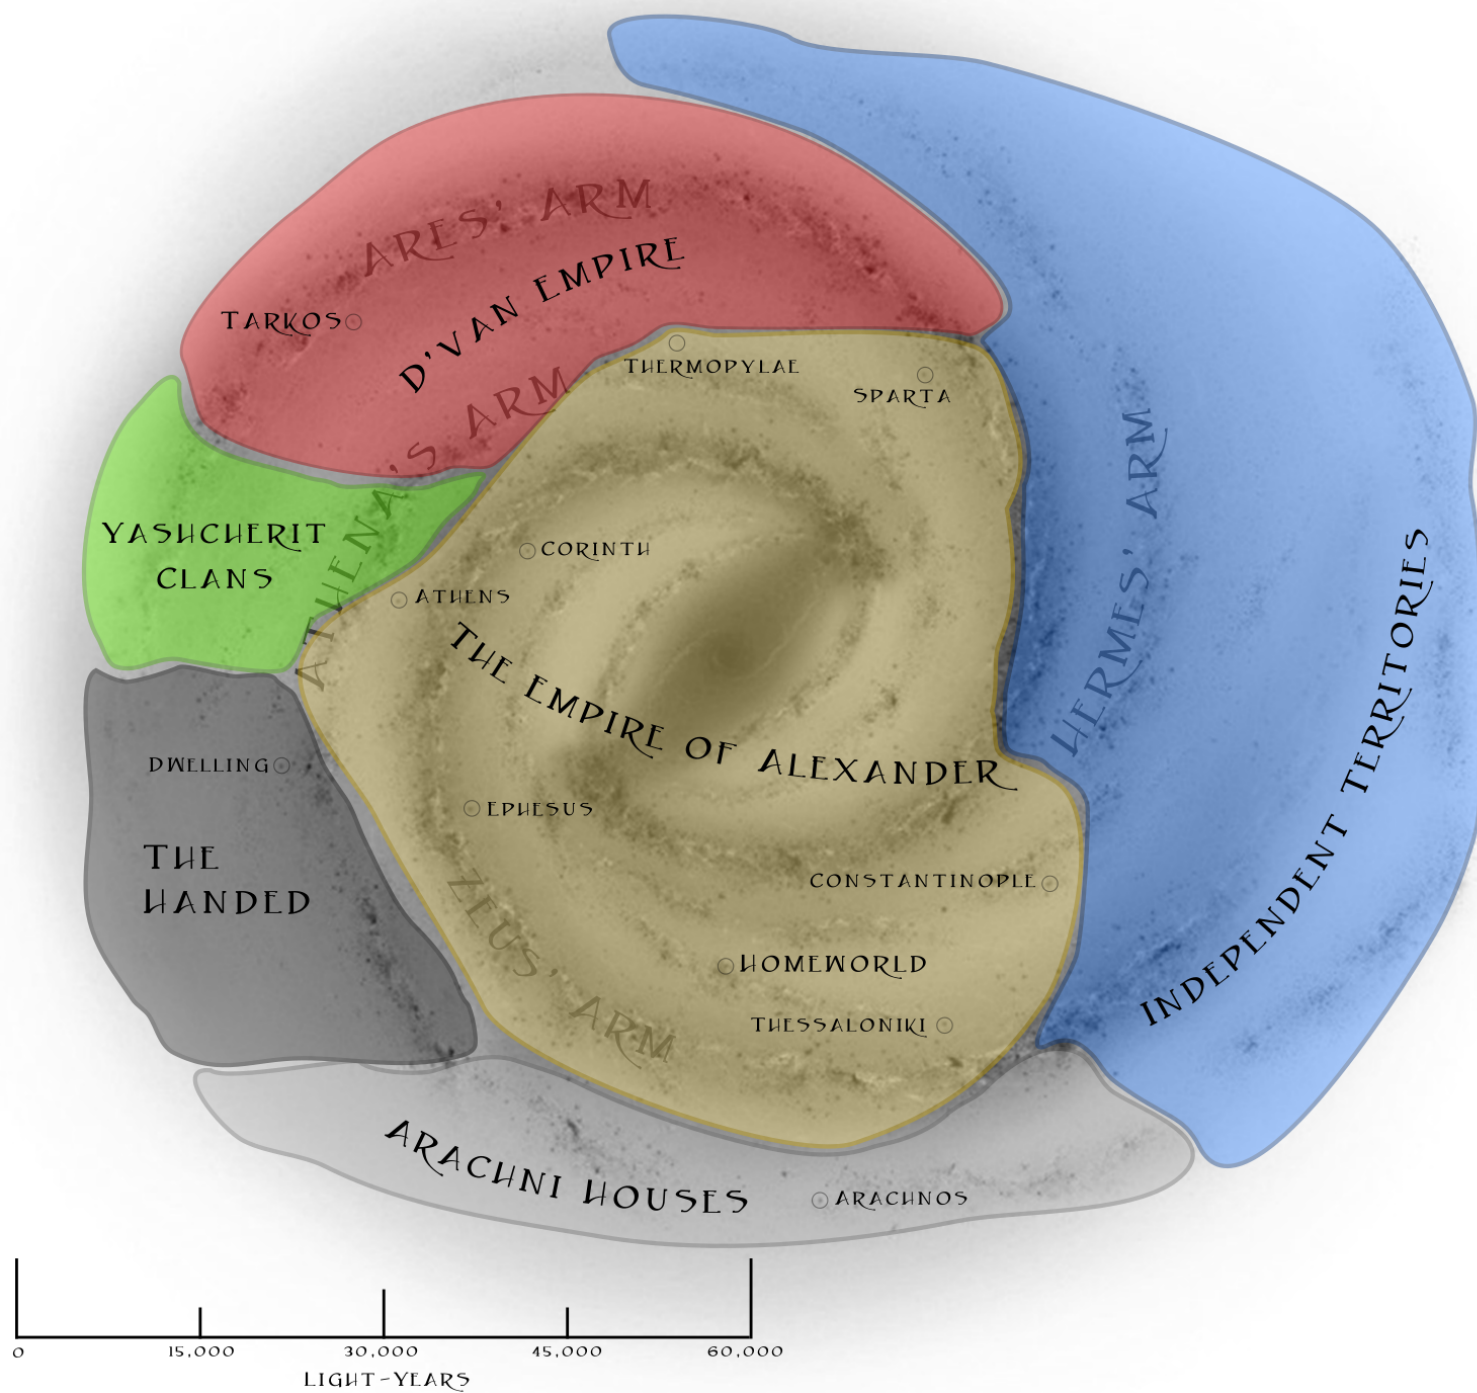 ARES' ARM
D'VAN EMPIRE
TARKOS
THERMOPYLAE
SPARTA
ATHENA'S ARM
HERMES' ARM
YASHCHERIT
CLANS
CORINTH
ATHENS
THE EMPIRE OF ALEXANDER
INDEPENDENT TERRITORIES
DWELLING
EPHESUS
THE
HANDED
ZEUS' ARM
CONSTANTINOPLE
HOMEWORLD
THESSALONIKI
ARACHNI HOUSES
ARACHNOS
0 15,000 30,000 45,000 60,000
LIGHT-YEARS